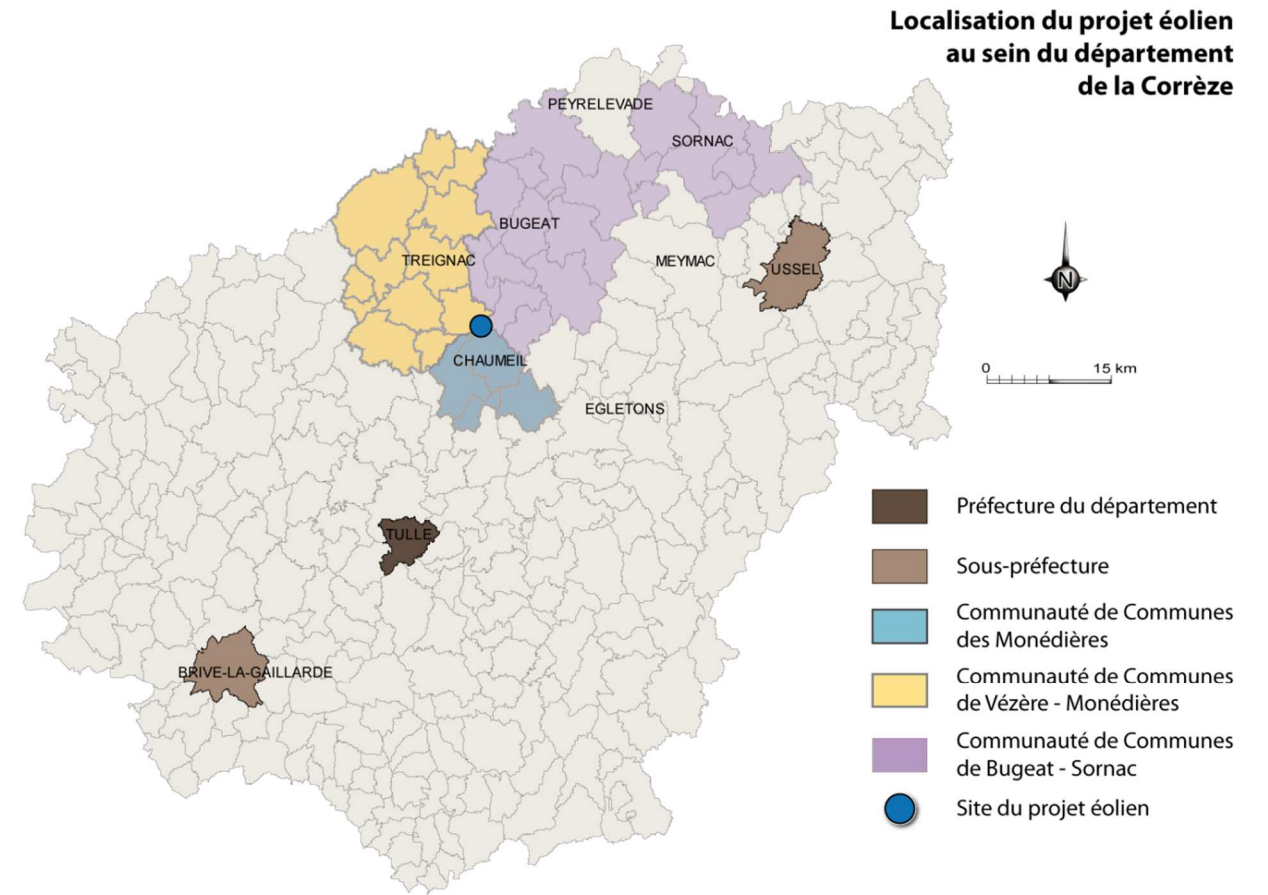 Localisation du projet éolien
au sein du département
de la Corrèze
PEYRELEVADE
SORNAC
BUGEAT
TREIGNAC
MEYMAC
USSEL
N
CHAUMEIL
0 15 km
EGLETONS
TULLE
BRIVE-LA-GAILLARDE
Préfecture du département
Sous-préfecture
Communauté de Communes
des Monédières
Communauté de Communes
de Vézère - Monédières
Communauté de Communes
de Bugeat - Sornac
Site du projet éolien